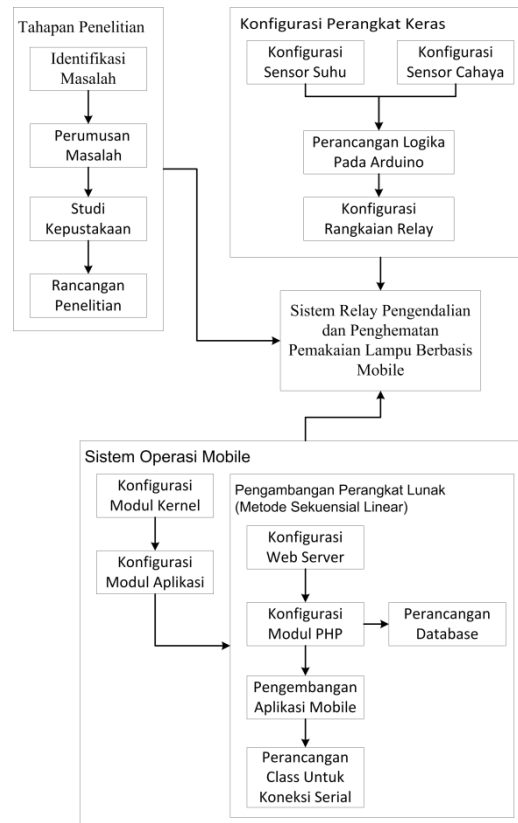 Tahapan Penelitian
Identifikasi
Masalah
Perumusan
Masalah
Studi
Kepustakaan
Rancangan
Penelitian
Konfigurasi Perangkat Keras
Konfigurasi
Sensor Suhu
Konfigurasi
Sensor Cahaya
Perancangan Logika
Pada Arduino
Konfigurasi
Rangkaian Relay
Sistem Relay Pengendalian
dan Penghematan
Pemakaian Lampu Berbasis
Mobile
Sistem Operasi Mobile
Konfigurasi
Modul Kernel
Konfigurasi
Modul Aplikasi
Pengambangan Perangkat Lunak
(Metode Sekuensial Linear)
Konfigurasi
Web Server
Konfigurasi
Modul PHP
Perancangan
Database
Pengembangan
Aplikasi Mobile
Perancangan
Class Untuk
Koneksi Serial